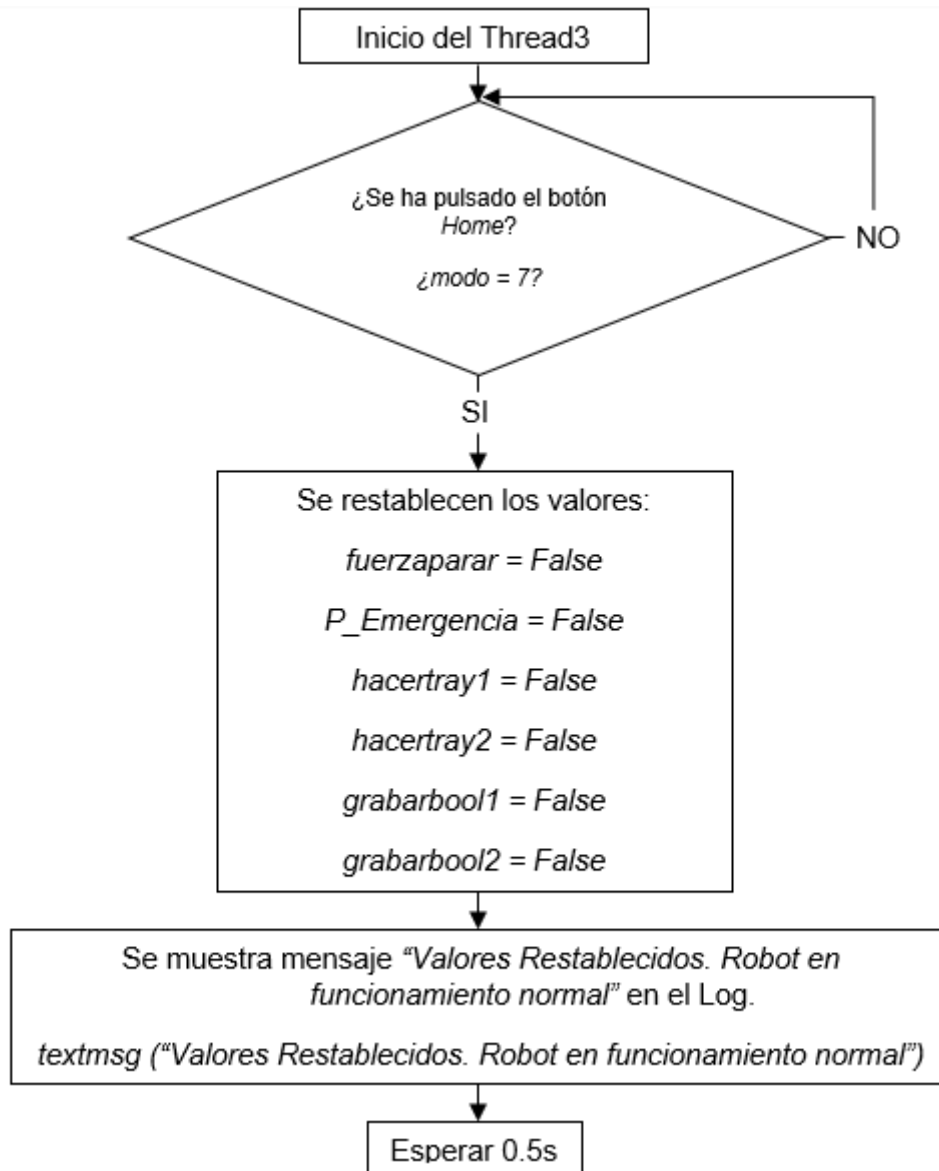 Inicio del Thread3
¿Se ha pulsado el botón
Home?
¿modo = 7?
NO
SI
Se restablecen los valores:
fuerzaparar = False
P_Emergencia = False
hacertray1 = False
hacertray2 = False
grabarbool1 = False
grabarbool2 = False
Se muestra mensaje “Valores Restablecidos. Robot en
funcionamiento normal” en el Log.
textmsg (“Valores Restablecidos. Robot en funcionamiento normal”)
Esperar 0.5s